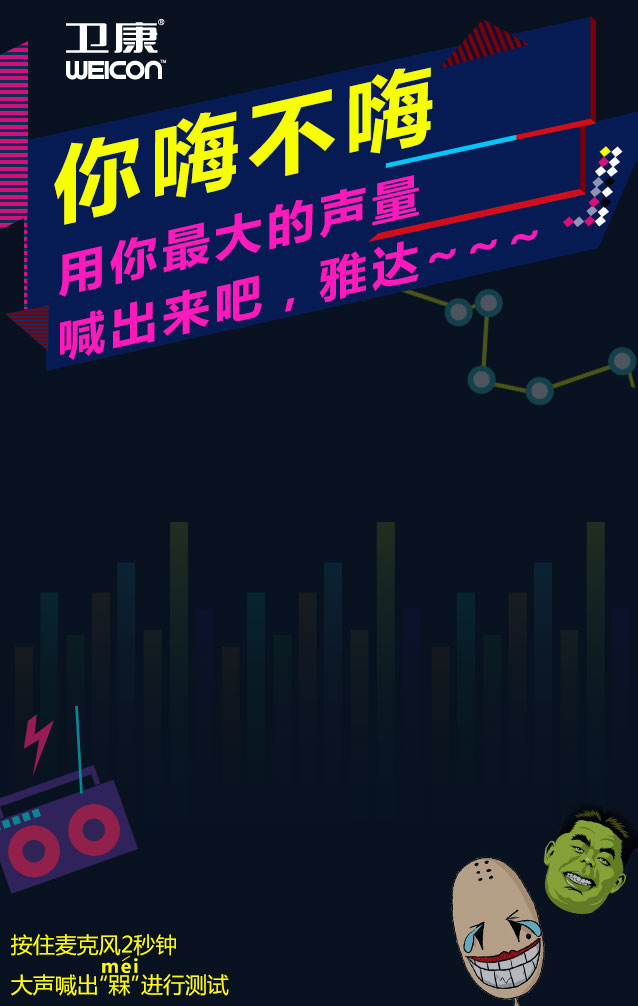 卫康®
WEICON™
你嗨不嗨
用你最大的声量
喊出来吧，雅达~~~
按住麦克风2秒钟
méi
大声喊出“槑”进行测试